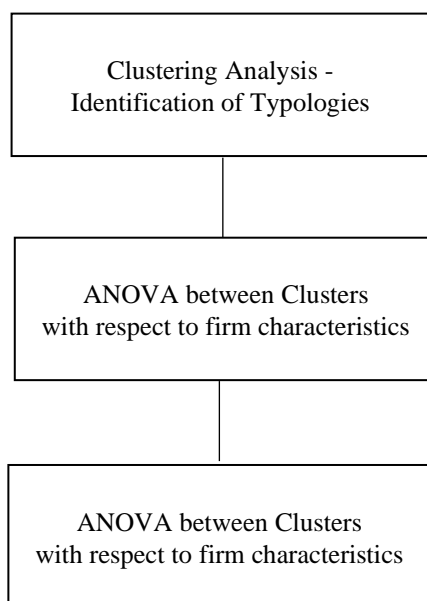 Clustering Analysis -
Identification of Typologies
ANOVA between Clusters
with respect to firm characteristics
ANOVA between Clusters
with respect to firm characteristics